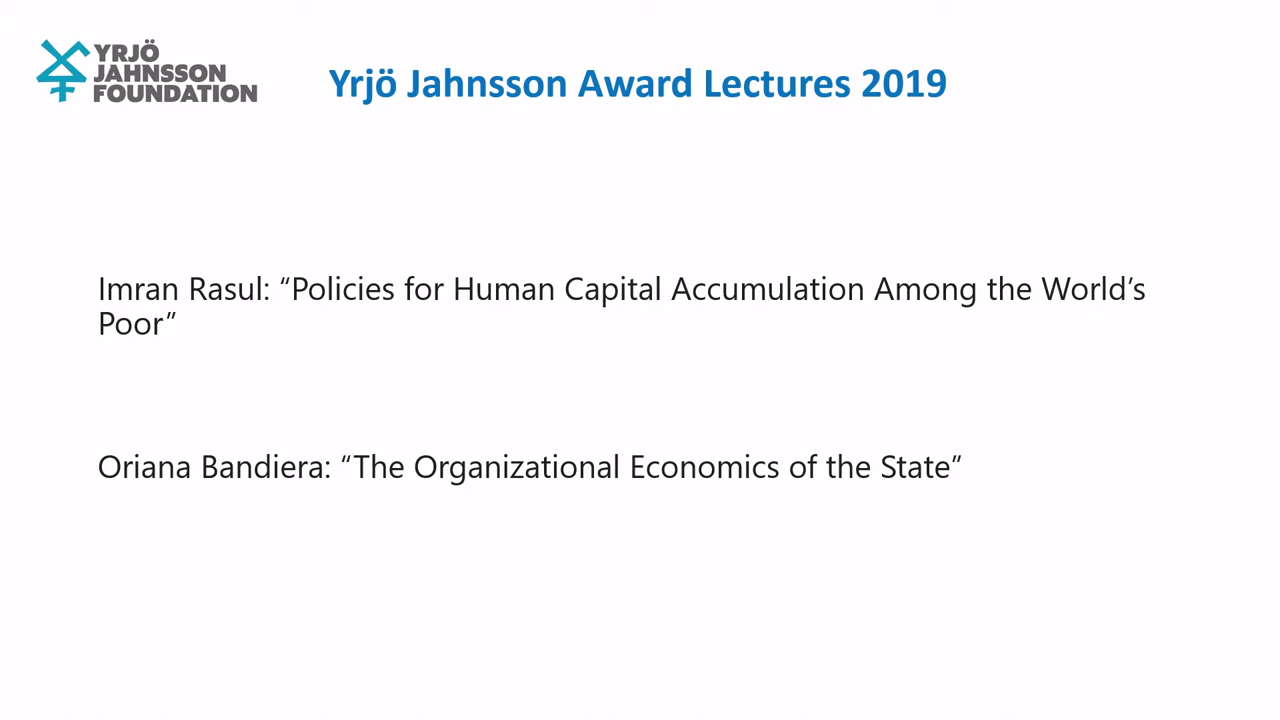 YRJÖ
JAHNSSON
FOUNDATION
Yrjö Jahnsson Award Lectures 2019
Imran Rasul: “Policies for Human Capital Accumulation Among the World’s
Poor”
Oriana Bandiera: “The Organizational Economics of the State”